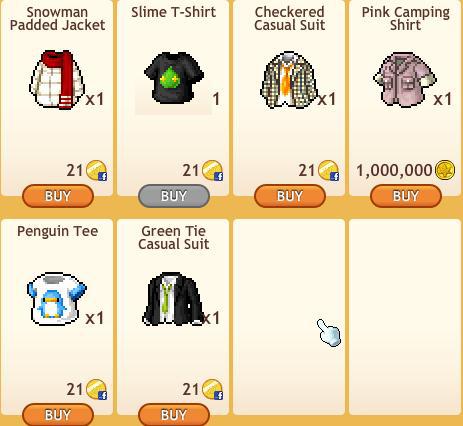 Snowman
Padded Jacket
Slime T-Shirt
Checkered
Casual Suit
Pink Camping
Shirt
x1
1
x1
x1
21 f
21 f
21 f
1,000,000
BUY
BUY
BUY
BUY
Penguin Tee
Green Tie
Casual Suit
x1
x1
21 f
21 f
BUY
BUY